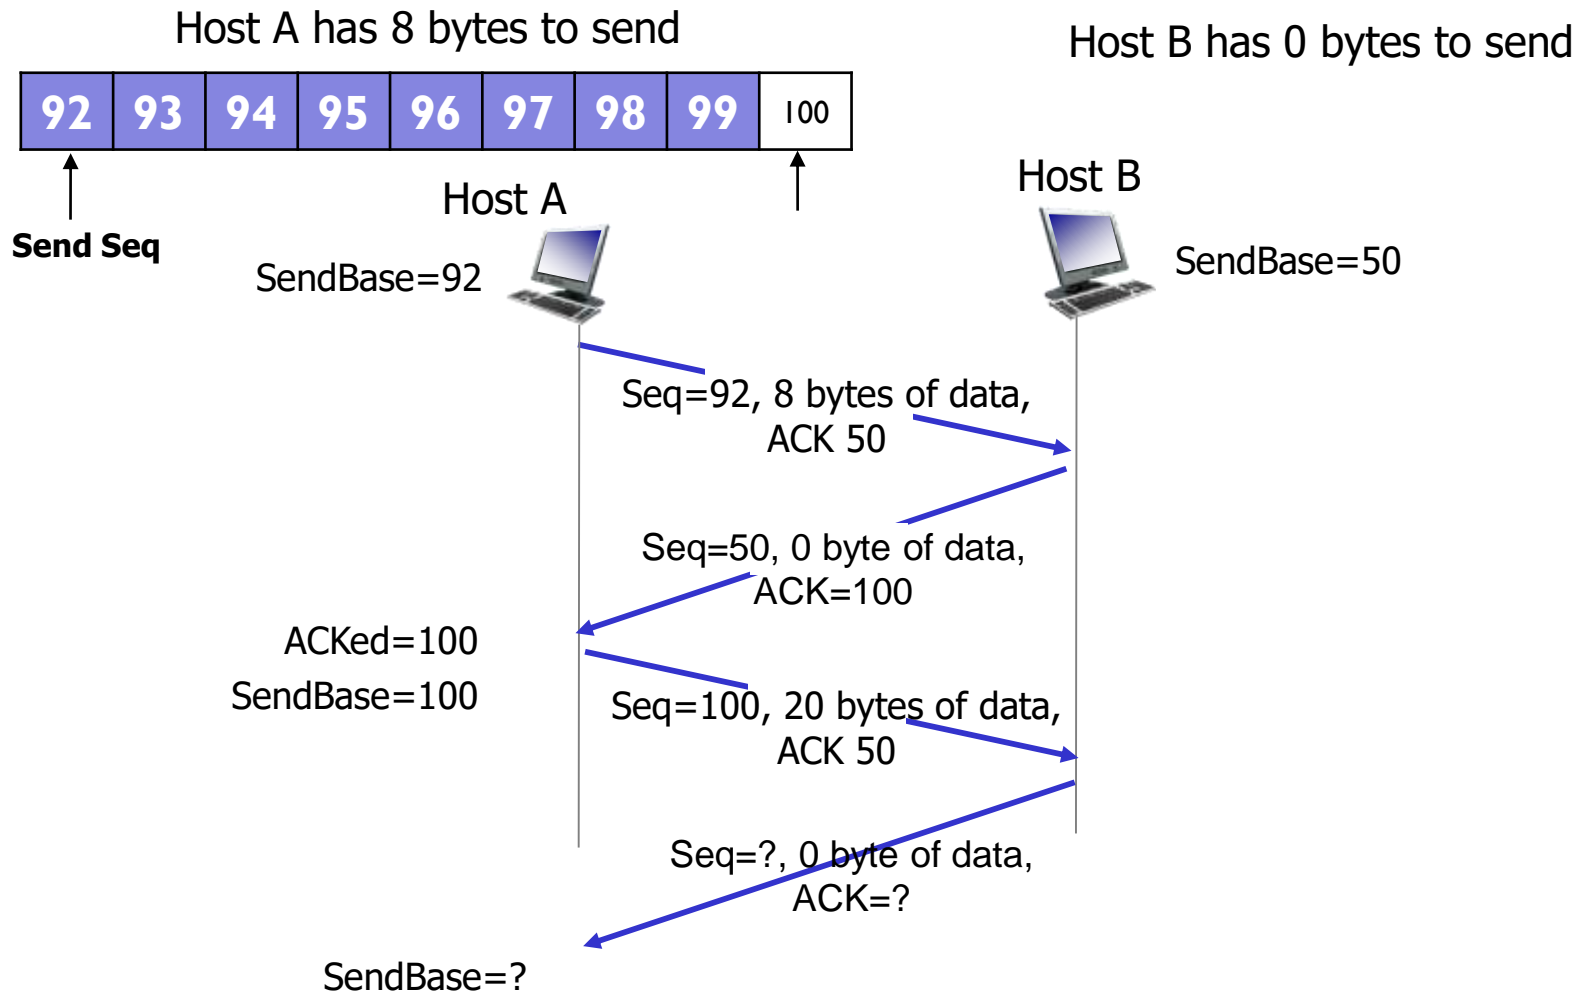 Host A has 8 bytes to send
Host B has 0 bytes to send
92 93 94 95 96 97 98 99 100
Send Seq
Host A
Host B
SendBase=92
SendBase=50
Seq=92, 8 bytes of data,
ACK 50
Seq=50, 0 byte of data,
ACK=100
ACKed=100
SendBase=100
Seq=100, 20 bytes of data,
ACK 50
Seq=?, 0 byte of data,
ACK=?
SendBase=?